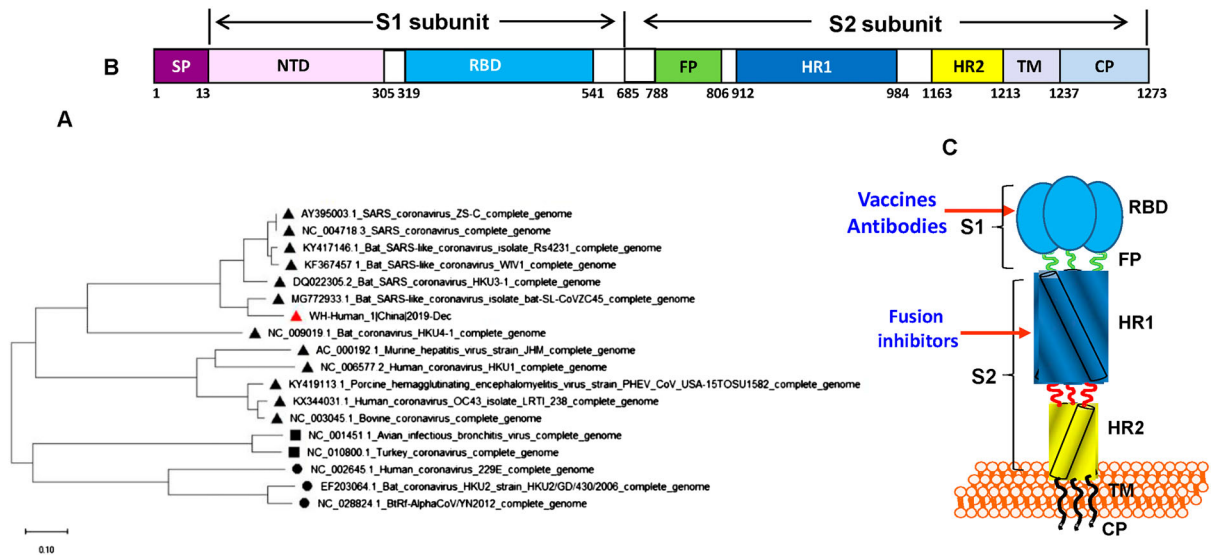 S1 subunit
S2 subunit
B
SP
NTD
RBD
FP
HR1
HR2
TM
CP
1 13 305 319 541 685 788 806 912 984 1163 1213 1237 1273
A
AY395003.1_SARS_coronavirus_ZS-C_complete_genome
NC_004718 3_SARS_coronavirus_complete_genome
KY417146.1_Bat_SARS-like_coronavirus_isolate_Rs4231_complete_genome
KF367457 1_Bat_SARS-like_coronavirus_WIV1_complete_genome
DQ022305.2_Bat_SARS_coronavirus_HKU3-1_complete_genome
MG772933.1_Bat_SARS-like_coronavirus_isolate_bat-SL-CoVZC45_complete_genome
WH-Human_1|China|2019-Dec
NC_009019 1_Bat_coronavirus_HKU4-1_complete_genome
AC_000192 1_Murine_hepatitis_virus_strain_JHM_complete_genome
NC_006577 2_Human_coronavirus_HKU1_complete_genome
KY419113 1_Porcine_hemagglutinating_encephalomyelitis_virus_strain_PHEV_CoV_USA-15TOSU1582_complete_genome
KX344031.1_Human_coronavirus_OC43_isolate_LRTI_238_complete_genome
NC_003045.1_Bovine_coronavirus_complete_genome
NC_001451 1_Avian_infectious_bronchitis_virus_complete_genome
NC_010800.1_Turkey_coronavirus_complete_genome
NC_002645 1_Human_coronavirus_229E_complete_genome
EF203064.1_Bat_coronavirus_HKU2_strain_HKU2/GD/430/2006_complete_genome
NC_028824 1_BtRf-AlphaCoV/YN2012_complete_genome
0.10
C
Vaccines
Antibodies
S1
RBD
FP
Fusion
inhibitors
HR1
S2
HR2
TM
CP